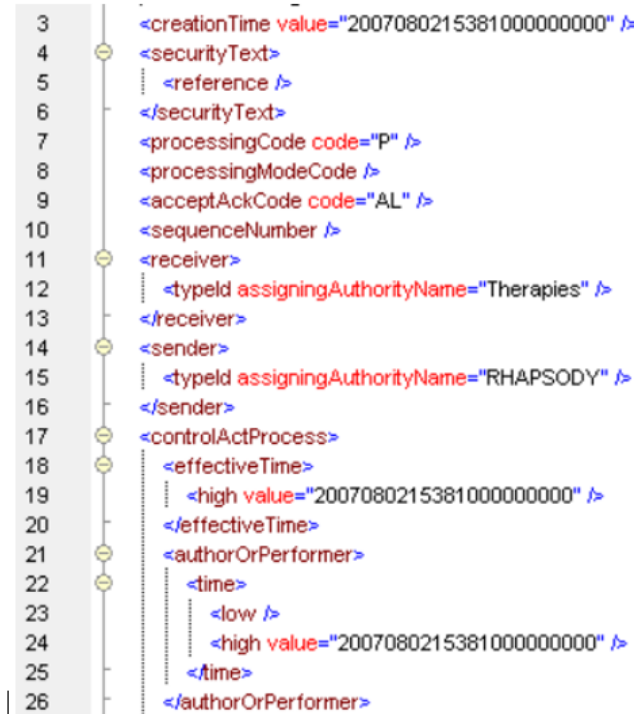 3 <creationTime value="20070802153810000000000" />
4 <securityText>
5 <reference />
6 </securityText>
7 <processingCode code="P" />
8 <processingModeCode />
9 <acceptAckCode code="AL" />
10 <sequenceNumber />
11 <receiver>
12 <typeId assigningAuthorityName="Therapies" />
13 </receiver>
14 <sender>
15 <typeId assigningAuthorityName="RHAPSODY" />
16 </sender>
17 <controlActProcess>
18 <effectiveTime>
19 <high value="20070802153810000000000" />
20 </effectiveTime>
21 <authorOrPerformer>
22 <time>
23 <low />
24 <high value="20070802153810000000000" />
25 </time>
26 </authorOrPerformer>